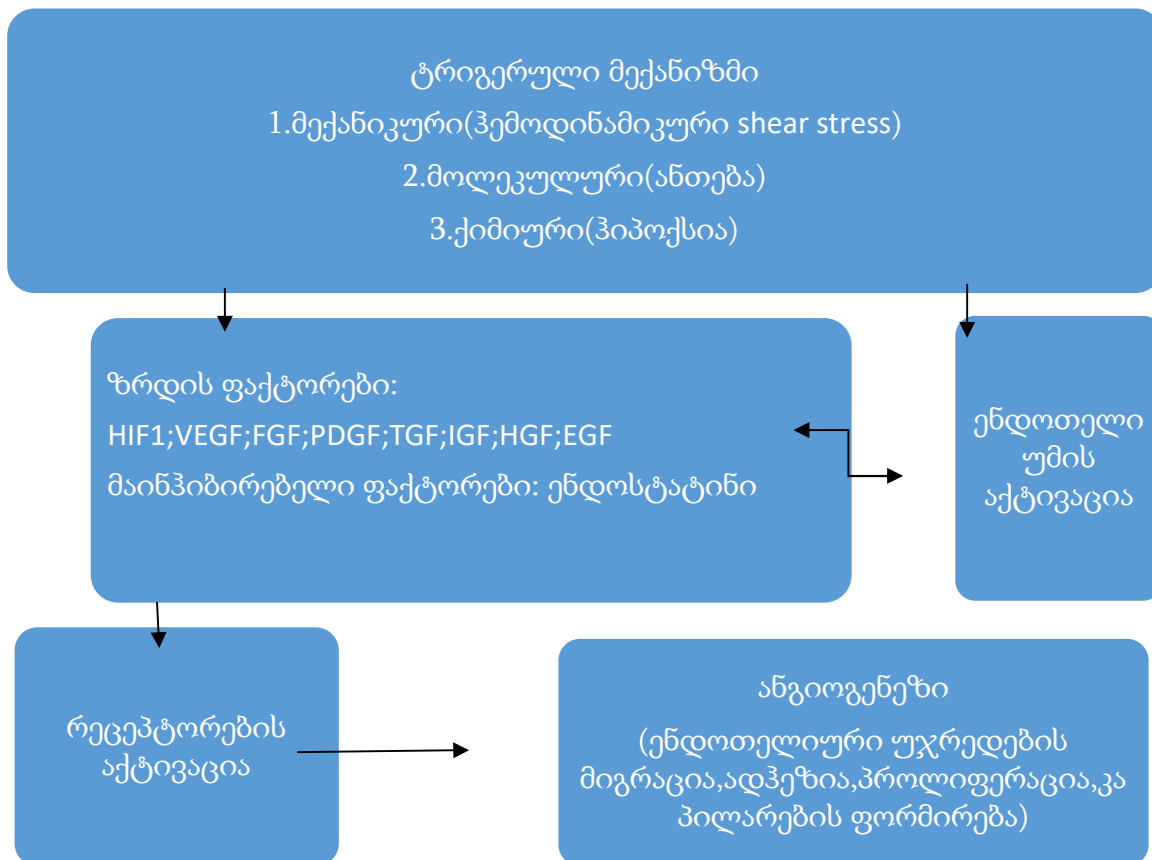 ტრიგერული მექანიზმი
1.მექანიკური(ჰემოდინამიკური shear stress)
2.მოლეკულური(ანთება)
3.ქიმიური(ჰიპოქსია)
ზრდის ფაქტორები:
HIF1;VEGF;FGF;PDGF;TGF;IGF;HGF;EGF
მაინჰიბირებელი ფაქტორები: ენდოსტატინი
ენდოთელი
უმის
აქტივაცია
რეცეპტორების
აქტივაცია
ანგიოგენეზი
(ენდოთელიური უჯრედების
მიგრაცია,ადჰეზია,პროლიფერაცია,კა
პილარების ფორმირება)